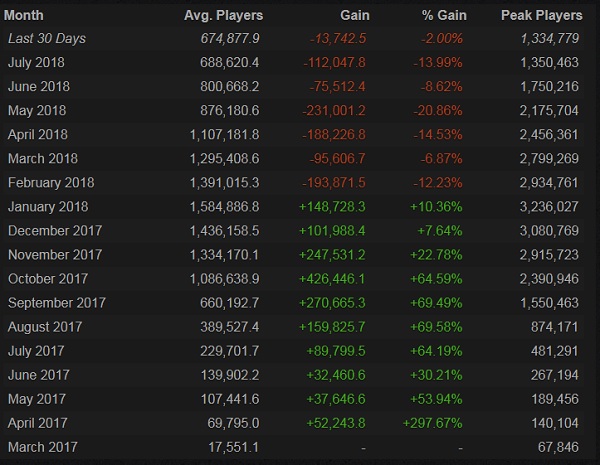 Month Avg. Players Gain % Gain Peak Players
Last 30 Days 674,877.9 -13,742.5 -2.00% 1,334,779
July 2018 688,620.4 -112,047.8 -13.99% 1,350,463
June 2018 800,668.2 -75,512.4 -8.62% 1,750,216
May 2018 876,180.6 -231,001.2 -20.86% 2,175,704
April 2018 1,107,181.8 -188,226.8 -14.53% 2,456,361
March 2018 1,295,408.6 -95,606.7 -6.87% 2,799,269
February 2018 1,391,015.3 -193,871.5 -12.23% 2,934,761
January 2018 1,584,886.8 +148,728.3 +10.36% 3,236,027
December 2017 1,436,158.5 +101,988.4 +7.64% 3,080,769
November 2017 1,334,170.1 +247,531.2 +22.78% 2,915,723
October 2017 1,086,638.9 +426,446.1 +64.59% 2,390,946
September 2017 660,192.7 +270,665.3 +69.49% 1,550,463
August 2017 389,527.4 +159,825.7 +69.58% 874,171
July 2017 229,701.7 +89,799.5 +64.19% 481,291
June 2017 139,902.2 +32,460.6 +30.21% 267,194
May 2017 107,441.6 +37,646.6 +53.94% 189,456
April 2017 69,795.0 +52,243.8 +297.67% 140,104
March 2017 17,551.1 - - 67,846